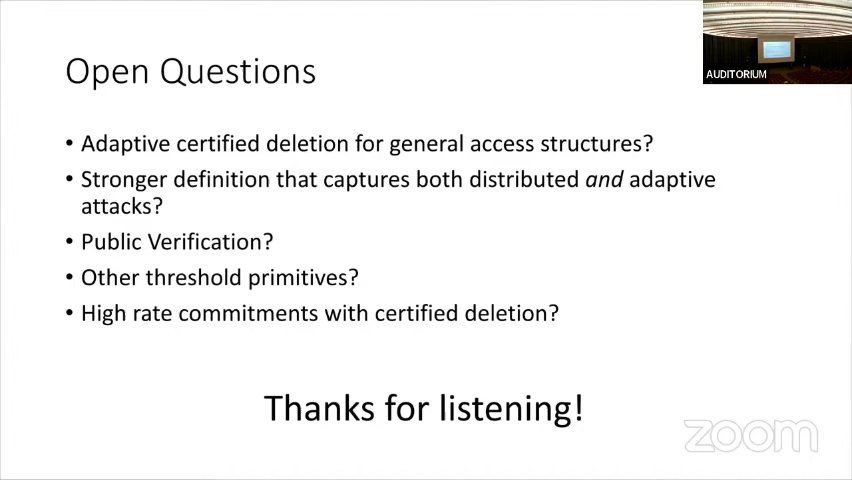 Open Questions
AUDITORIUM
• Adaptive certified deletion for general access structures?
• Stronger definition that captures both distributed and adaptive
attacks?
• Public Verification?
• Other threshold primitives?
• High rate commitments with certified deletion?
Thanks for listening!
zoom